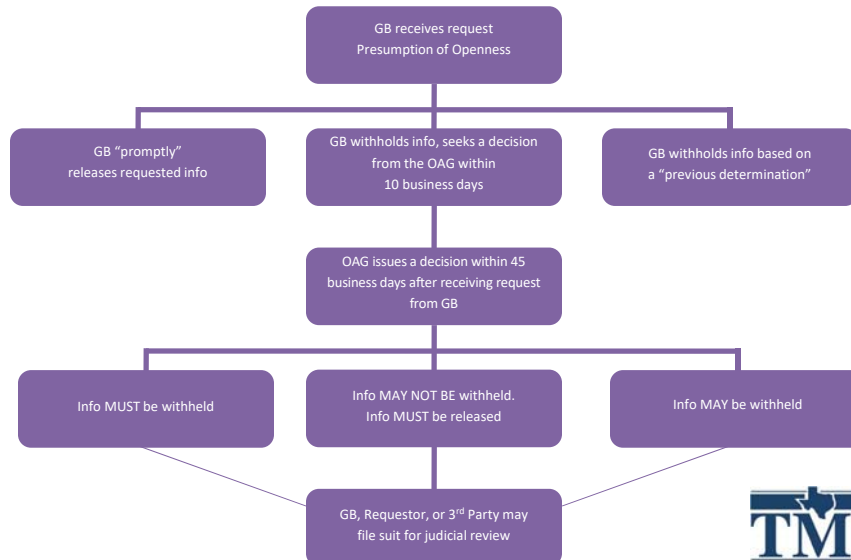 GB receives request
Presumption of Openness
GB “promptly”
releases requested info
GB withholds info, seeks a decision
from the OAG within
10 business days
GB withholds info based on
a “previous determination”
OAG issues a decision within 45
business days after receiving request
from GB
Info MUST be withheld
Info MAY NOT BE withheld.
Info MUST be released
Info MAY be withheld
GB, Requestor, or 3rd Party may
file suit for judicial review
TM